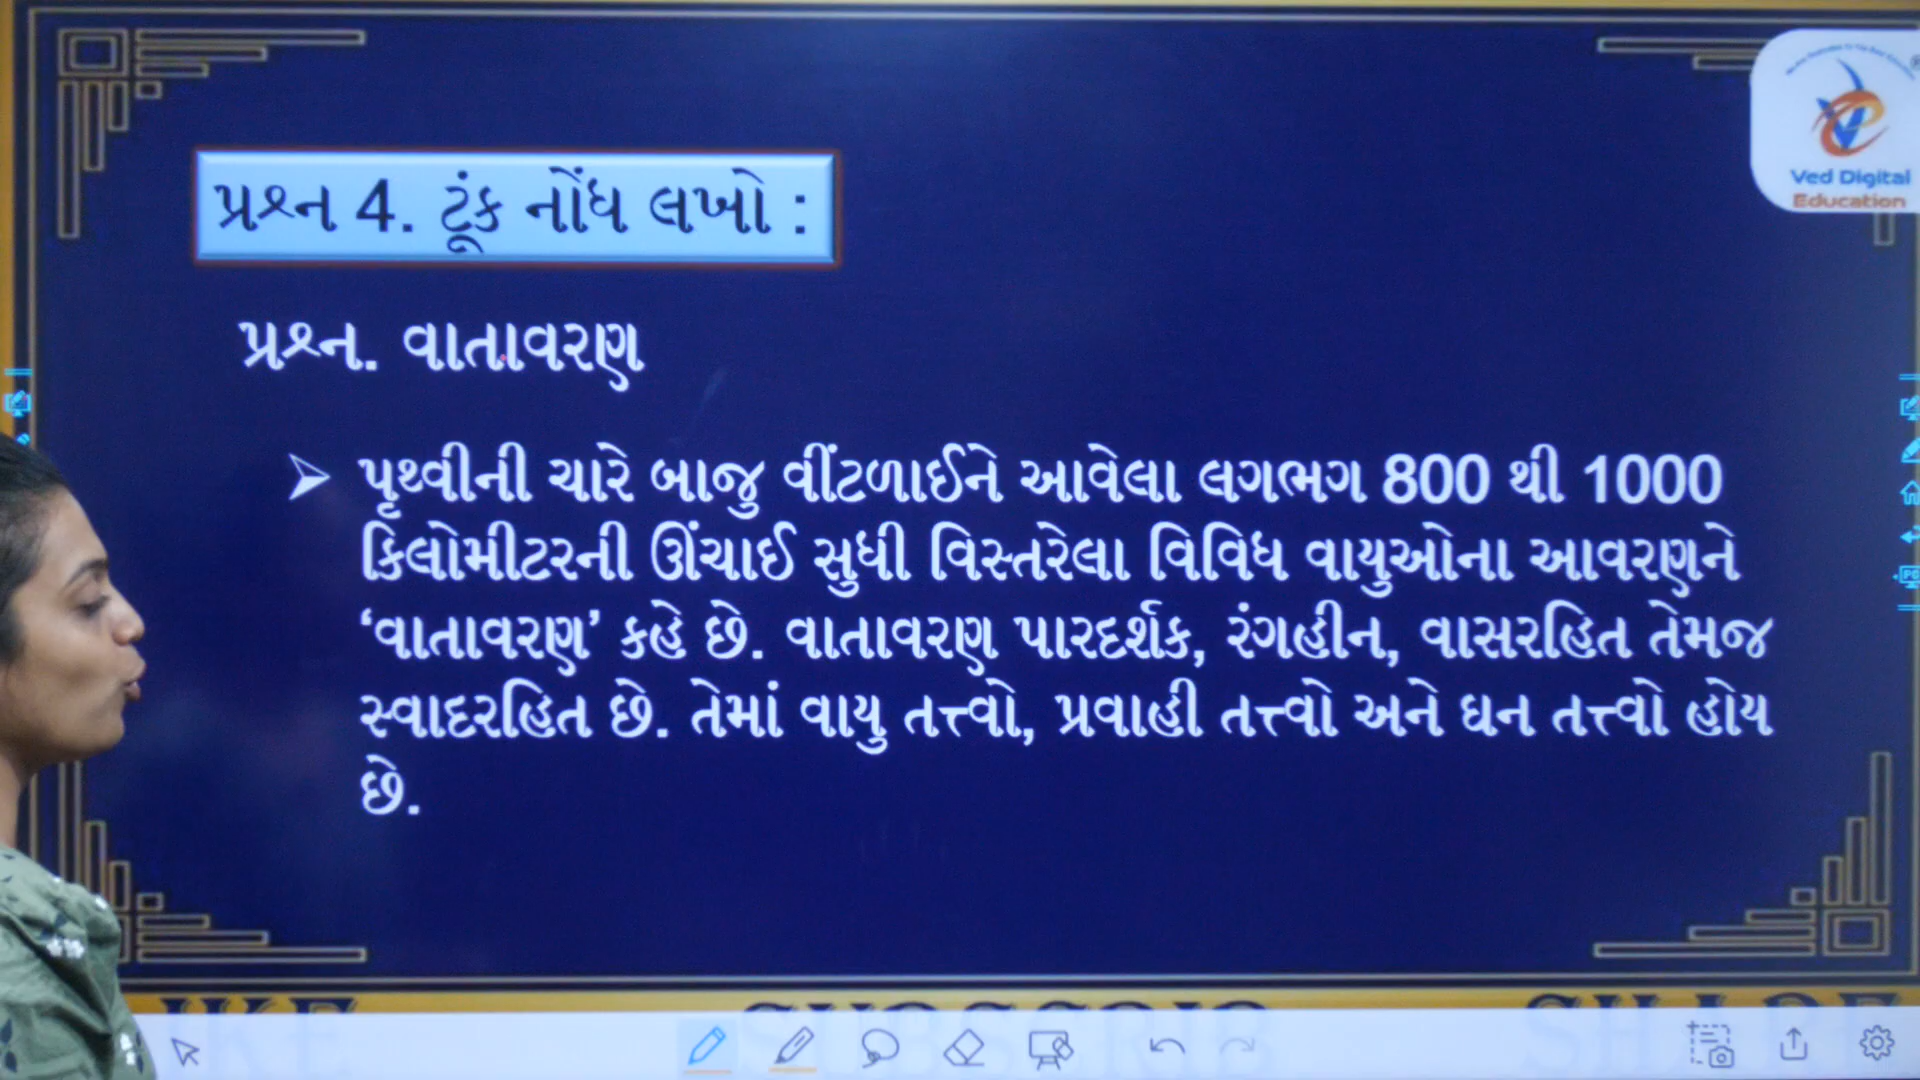 Ved Digital
Education
પ્રશ્ન 4. ટૂંક નોંધ લખો :
પ્રશ્ન. વાતાવરણ
➢ પૃથ્વીની ચારે બાજુ વીંટળાઈને આવેલા લગભગ 800 થી 1000
કિલોમીટરની ઊંચાઈ સુધી વિસ્તરેલા વિવિધ વાયુઓના આવરણને
‘વાતાવરણ’ કહે છે. વાતાવરણ પારદર્શક, રંગહીન, વાસરહિત તેમજ
સ્વાદરહિત છે. તેમાં વાયુ તત્ત્વો, પ્રવાહી તત્ત્વો અને ઘન તત્ત્વો હોય
છે.